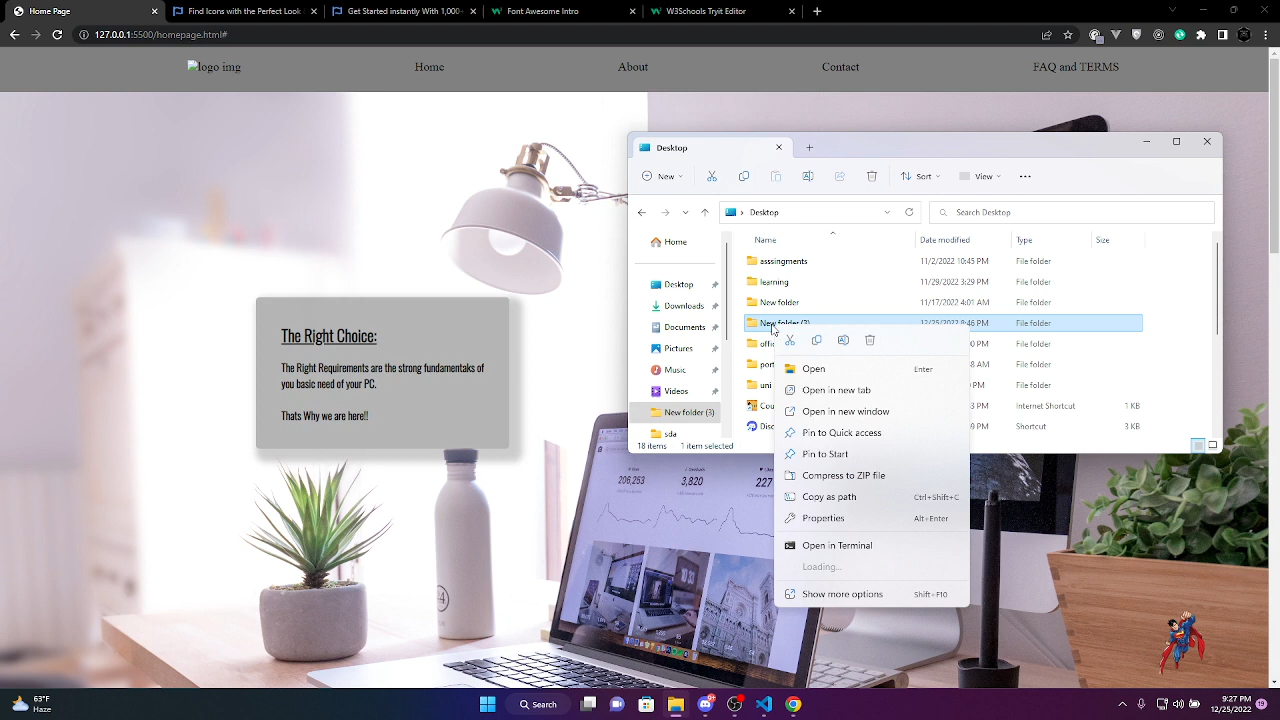 Home Page
Find Icons with the Perfect Look
Get Started instantly With 1,000+
Font Awesome Intro
W3Schools Tryit Editor
127.0.0.1:5500/homepage.html#
logo img
Home
About
Contact
FAQ and TERMS
The Right Choice:
The Right Requirements are the strong fundamentaks of
you basic need of your PC.
Thats Why we are here!!
Desktop
New
Sort
View
Desktop
Search Desktop
Home
Desktop
Downloads
Documents
Pictures
Music
Videos
New folder (3)
sda
Name
Date modified
Type
Size
asssingments 11/2/2022 10:45 PM File folder
learning 11/29/2022 3:29 PM File folder
New folder 11/17/2022 4:01 AM File folder
File folder
File folder
File folder
uni File folder
Internet Shortcut 1 KB
Shortcut 3 KB
18 items 1 item selected
Open Enter
Open in new tab
Open in new window
Pin to Quick access
Pin to Start
Compress to ZIP file
Copy as path Ctrl+Shift+C
Properties Alt+Enter
Open in Terminal
Loading...
Show more options Shift+F10
206,253
3,820
227
63°F
Haze
Search
9:27 PM
12/25/2022